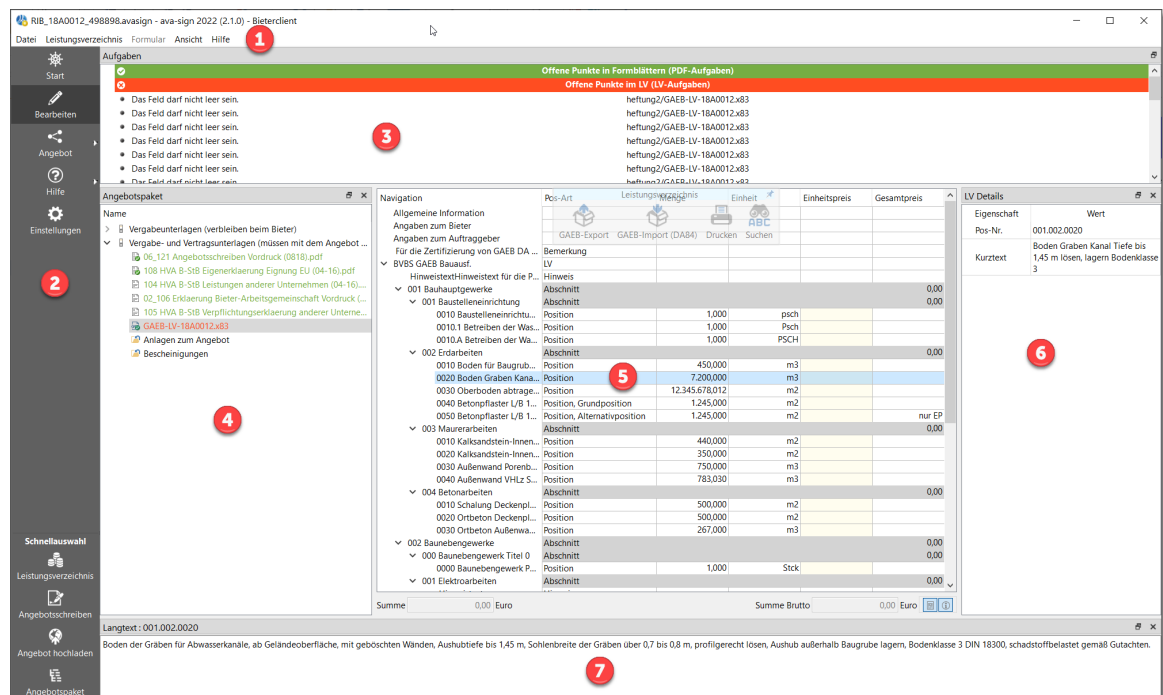 RIB_18A0012_498898.avasign - ava-sign 2022 (2.1.0) - Bieterclient
Datei Leistungsverzeichnis Formular Ansicht Hilfe
1
Start
Bearbeiten
Angebot
Hilfe
Einstellungen
2
Schnellauswahl
Leistungsverzeichnis
Angebotsschreiben
Angebot hochladen
Angebotspaket
Aufgaben
Offene Punkte in Formblättern (PDF-Aufgaben)
Offene Punkte im LV (LV-Aufgaben)
Das Feld darf nicht leer sein. heftung2/GAEB-LV-18A0012.x83
Das Feld darf nicht leer sein. heftung2/GAEB-LV-18A0012.x83
Das Feld darf nicht leer sein. heftung2/GAEB-LV-18A0012.x83
Das Feld darf nicht leer sein. heftung2/GAEB-LV-18A0012.x83
Das Feld darf nicht leer sein. heftung2/GAEB-LV-18A0012.x83
Das Feld darf nicht leer sein. heftung2/GAEB-LV-18A0012.x83
Das Feld darf nicht leer sein. heftung2/GAEB-LV-18A0012.x83
3
Angebotspaket
Name
Vergabeunterlagen (verbleiben beim Bieter)
Vergabe- und Vertragsunterlagen (müssen mit dem Angebot ...
06_121 Angebotsschreiben Vordruck (0818).pdf
108 HVA B-StB Eigenerklaerung Eignung EU (04-16).pdf
104 HVA B-StB Leistungen anderer Unternehmen (04-16)....
02_106 Erklaerung Bieter-Arbeitsgemeinschaft Vordruck (...
105 HVA B-StB Verpflichtungserklaerung anderer Unterne...
GAEB-LV-18A0012.x83
Anlagen zum Angebot
Bescheinigungen
4
Navigation Pos-Art Menge Einheit Einheitspreis Gesamtpreis
Leistungsverzeichnis
GAEB-Export GAEB-Import (DA84) Drucken Suchen
ABC
Allgemeine Information
Angaben zum Bieter
Angaben zum Auftraggeber
Für die Zertifizierung von GAEB DA ... Bemerkung
BVBS GAEB Bauausf. LV
HinweistextHinweistext für die P... Hinweis
001 Bauhauptgewerke Abschnitt 0,00
001 Baustelleneinrichtung Abschnitt 0,00
0010 Baustelleneinrichtu... Position 1,000 psch
0010.1 Betreiben der Was... Position 1,000 Psch
0010.A Betreiben der Wa... Position 1,000 PSCH
002 Erdarbeiten Abschnitt 0,00
0010 Boden für Baugrub... Position 450,000 m3
0020 Boden Graben Kana... Position 7.200,000 m3
0030 Oberboden abtrage... Position 12.345.678,012 m2
0040 Betonpflaster L/B 1... Position, Grundposition 1.245,000 m2
0050 Betonpflaster L/B 1... Position, Alternativposition 1.245,000 m2 nur EP
003 Maurerarbeiten Abschnitt 0,00
0010 Kalksandstein-Innen... Position 440,000 m2
0020 Kalksandstein-Innen... Position 350,000 m2
0030 Außenwand Porenb... Position 750,000 m3
0040 Außenwand VHLz S... Position 783,030 m3
004 Betonarbeiten Abschnitt 0,00
0010 Schalung Deckenpl... Position 500,000 m2
0020 Ortbeton Deckenpl... Position 500,000 m2
0030 Ortbeton Außenwa... Position 267,000 m3
002 Baunebengewerke Abschnitt 0,00
000 Baunebengewerk Titel 0 Abschnitt 0,00
0000 Baunebengewerk P... Position 1,000 Stck
001 Elektroarbeiten Abschnitt 0,00
5
Summe 0,00 Euro Summe Brutto 0,00 Euro
LV Details
Eigenschaft Wert
Pos-Nr. 001.002.0020
Kurztext Boden Graben Kanal Tiefe bis
1,45 m lösen, lagern Bodenklasse
3
6
Langtext : 001.002.0020
Boden der Gräben für Abwasserkanäle, ab Geländeoberfläche, mit geböschten Wänden, Aushubtiefe bis 1,45 m, Sohlenbreite der Gräben über 0,7 bis 0,8 m, profilgerecht lösen, Aushub außerhalb Baugrube lagern, Bodenklasse 3 DIN 18300, schadstoffbelastet gemäß Gutachten.
7